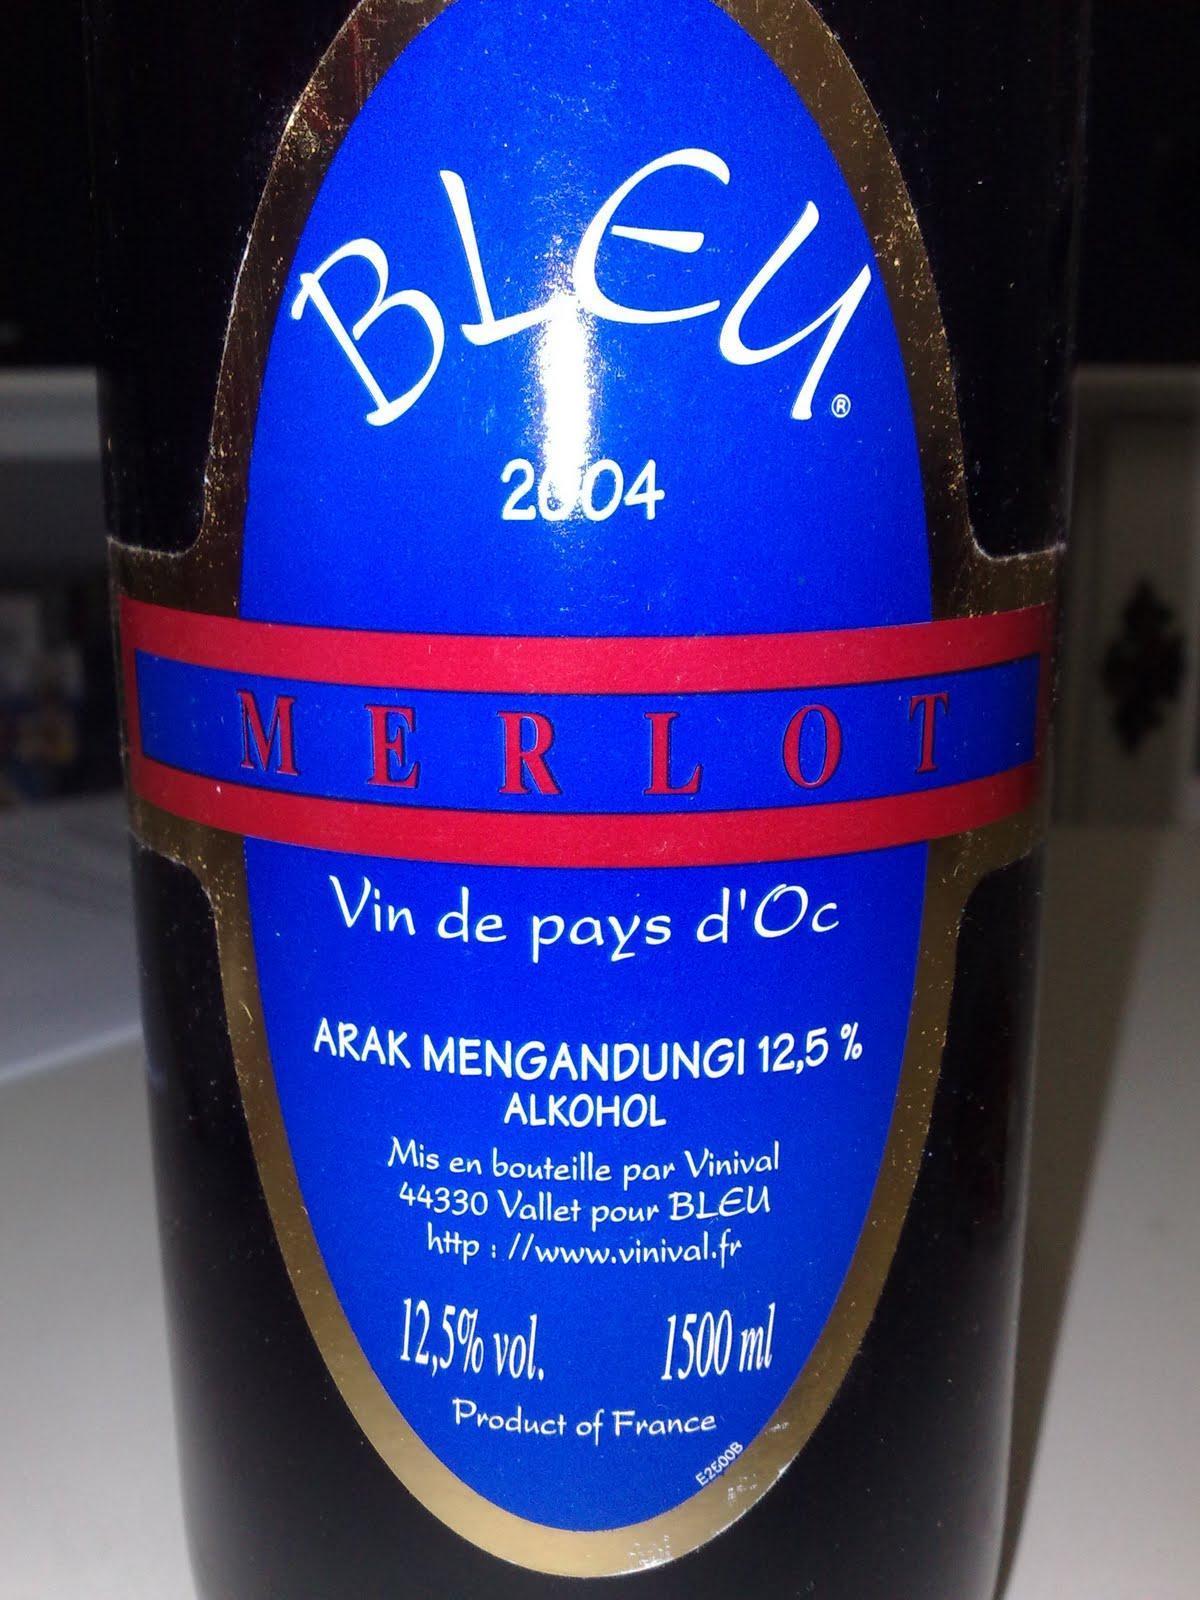 BLEU®
2004
MERLOT
Vin de pays d'Oc
ARAK MENGANDUNGI 12,5 %
ALKOHOL
Mis en bouteille par Vinival
44330 Vallet pour BLEU
http : //www.vinival.fr
12,5% vol. 1500 ml
Product of France
E2500B